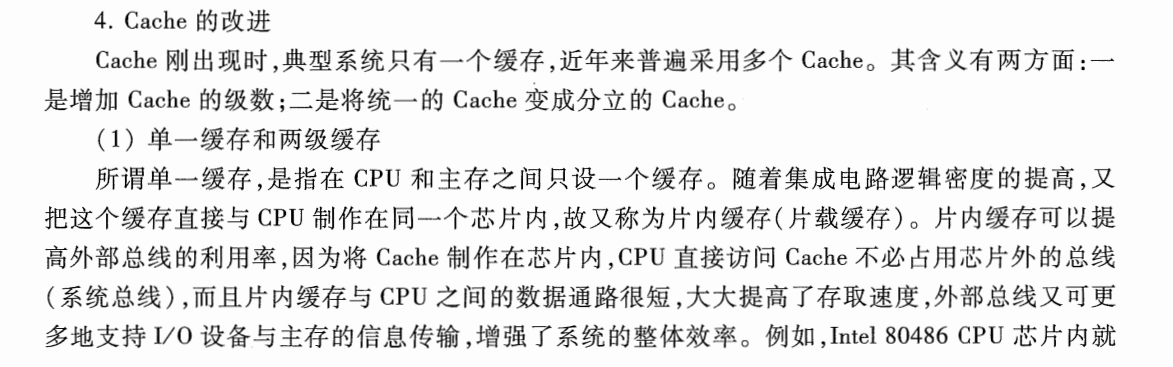 4. Cache 的改进
Cache 刚出现时,典型系统只有一个缓存,近年来普遍采用多个 Cache。其含义有两方面:一
是增加 Cache 的级数;二是将统一的 Cache 变成分立的 Cache。
(1) 单一缓存和两级缓存
所谓单一缓存,是指在 CPU 和主存之间只设一个缓存。随着集成电路逻辑密度的提高,又
把这个缓存直接与 CPU 制作在同一个芯片内,故又称为片内缓存(片载缓存)。片内缓存可以提
高外部总线的利用率,因为将 Cache 制作在芯片内,CPU 直接访问 Cache 不必占用芯片外的总线
(系统总线),而且片内缓存与 CPU 之间的数据通路很短,大大提高了存取速度,外部总线又可更
多地支持 I/O 设备与主存的信息传输,增强了系统的整体效率。例如,Intel 80486 CPU 芯片内就